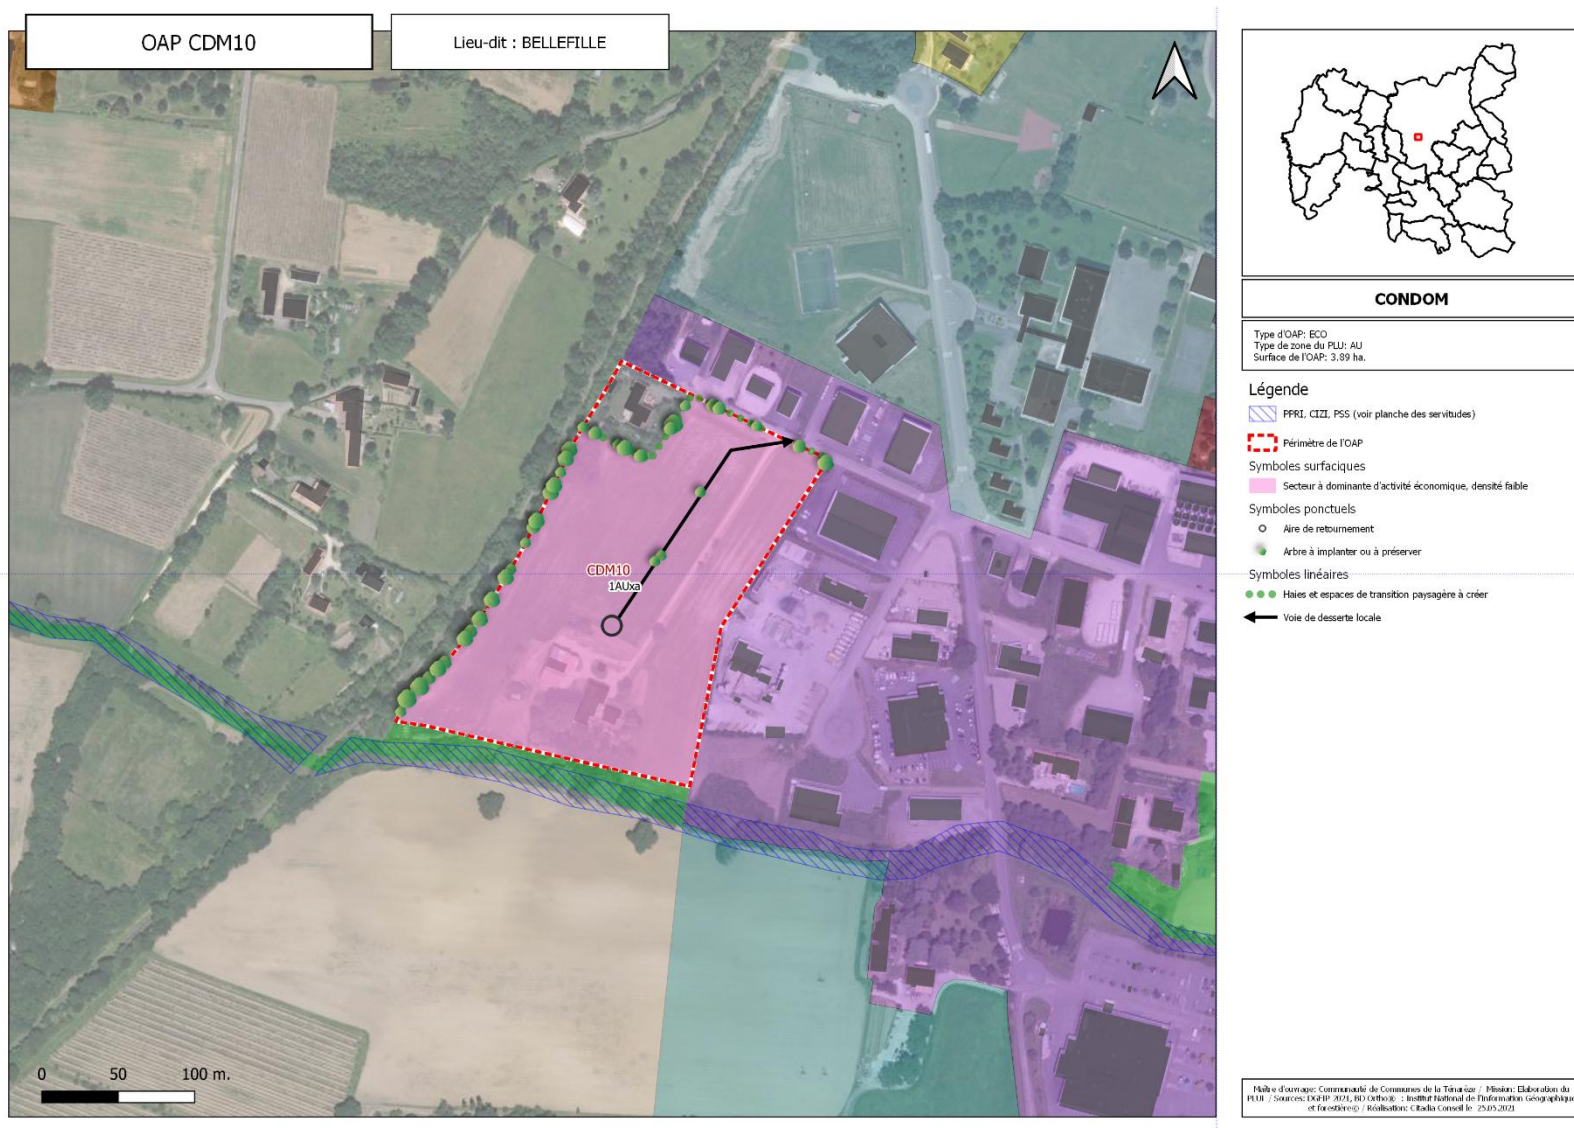 OAP CDM10
Lieu-dit : BELLEFILLE
CDM10
1AUxa
0 50 100 m.
CONDOM
Type d'OAP: ECO
Type de zone du PLU: AU
Surface de l'OAP: 3.89 ha.
Légende
PPRI, CIZI, PSS (voir planche des servitudes)
Périmètre de l'OAP
Symboles surfaciques
Secteur à dominante d'activité économique, densité faible
Symboles ponctuels
Aire de retournement
Arbre à implanter ou à préserver
Symboles linéaires
Haies et espaces de transition paysagère à créer
Voie de desserte locale
Maître d'ouvrage: Communauté de Communes de la Ténarèze / Mission: Elaboration du
PLUI / Sources: DGFIP 2021, BD Ortho® : Institut National de l'Information Géographique
et forestière© / Réalisation: Citadia Conseil le 25.05.2021